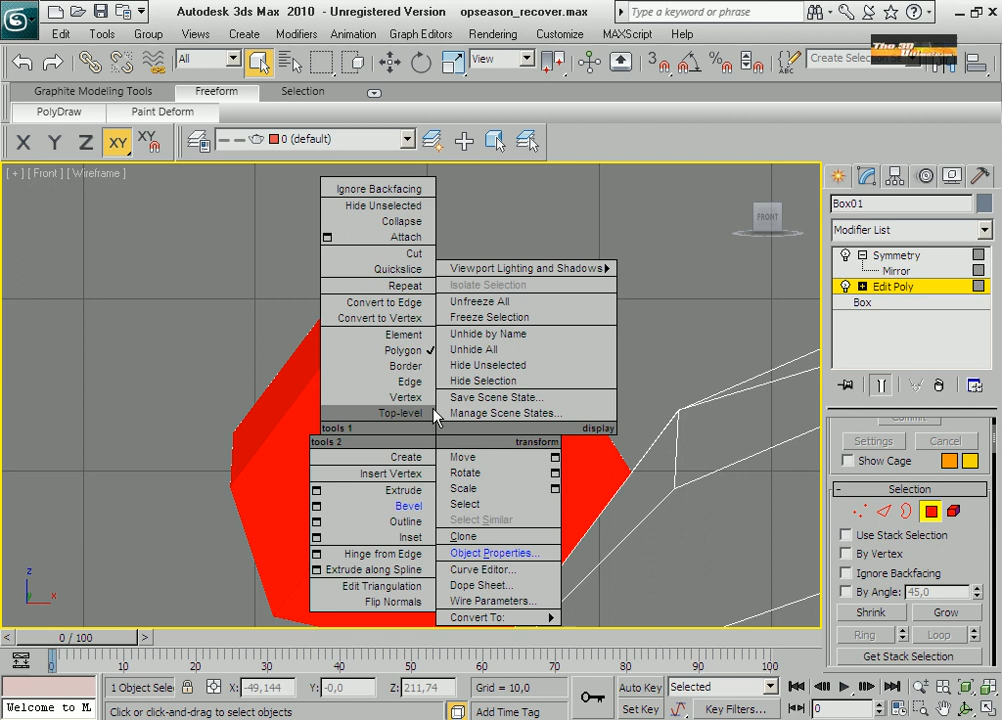 Autodesk 3ds Max 2010 - Unregistered Version opseason_recover.max
Type a keyword or phrase
Edit Tools Group Views Create Modifiers Animation Graph Editors Rendering Customize MAXScript Help
All
View
3
Create Selection Se
The 3D
Graphite Modeling Tools Freeform Selection
PolyDraw Paint Deform
X Y Z XY XY
0 (default)
[ + ] [ Front ] [ Wireframe ]
FRONT
Ignore Backfacing
Hide Unselected
Collapse
Attach
Cut
Quickslice
Repeat
Convert to Edge
Convert to Vertex
Element
Polygon
Border
Edge
Vertex
Top-level
tools 1
Viewport Lighting and Shadows
Isolate Selection
Unfreeze All
Freeze Selection
Unhide by Name
Unhide All
Hide Unselected
Hide Selection
Save Scene State...
Manage Scene States...
display
tools 2
Create
Insert Vertex
Extrude
Bevel
Outline
Inset
Hinge from Edge
Extrude along Spline
Edit Triangulation
Flip Normals
transform
Move
Rotate
Scale
Select
Select Similar
Clone
Object Properties...
Curve Editor...
Dope Sheet...
Wire Parameters...
Convert To:
z
x
Box01
Modifier List
Symmetry
Mirror
Edit Poly
Box
Commit
Settings Cancel
Show Cage
- Selection
Use Stack Selection
By Vertex
Ignore Backfacing
By Angle: 45,0
Shrink Grow
Ring Loop
Get Stack Selection
< 0 / 100 >
0 10 20 30 40 50 60 70 80 90 100
1 Object Sele X: -49,144 Y: -0,0 Z: 211,74 Grid = 10,0 Auto Key Selected
Welcome to M. Click or click-and-drag to select objects Add Time Tag Set Key Key Filters... 0